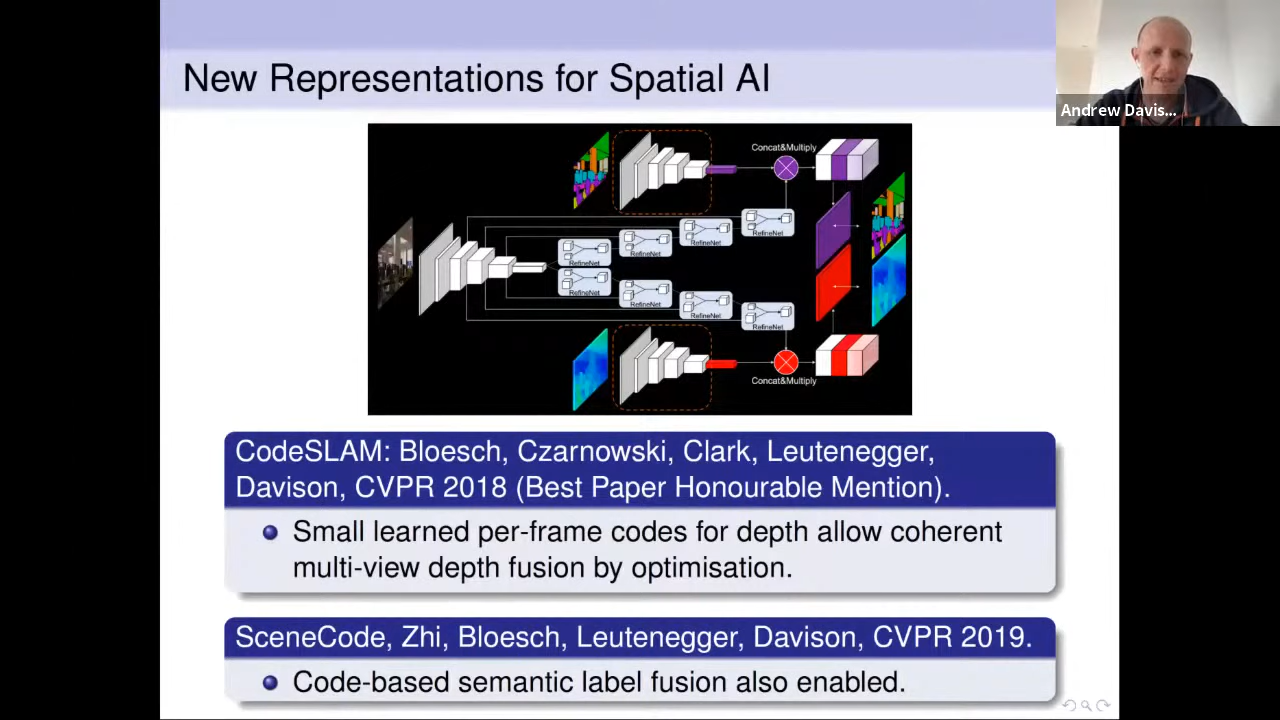 New Representations for Spatial AI
Andrew Davis...
Concat&Multiply
RefineNet
RefineNet
RefineNet
RefineNet
RefineNet
RefineNet
RefineNet
RefineNet
Concat&Multiply
CodeSLAM: Bloesch, Czarnowski, Clark, Leutenegger,
Davison, CVPR 2018 (Best Paper Honourable Mention).
Small learned per-frame codes for depth allow coherent
multi-view depth fusion by optimisation.
SceneCode, Zhi, Bloesch, Leutenegger, Davison, CVPR 2019.
Code-based semantic label fusion also enabled.